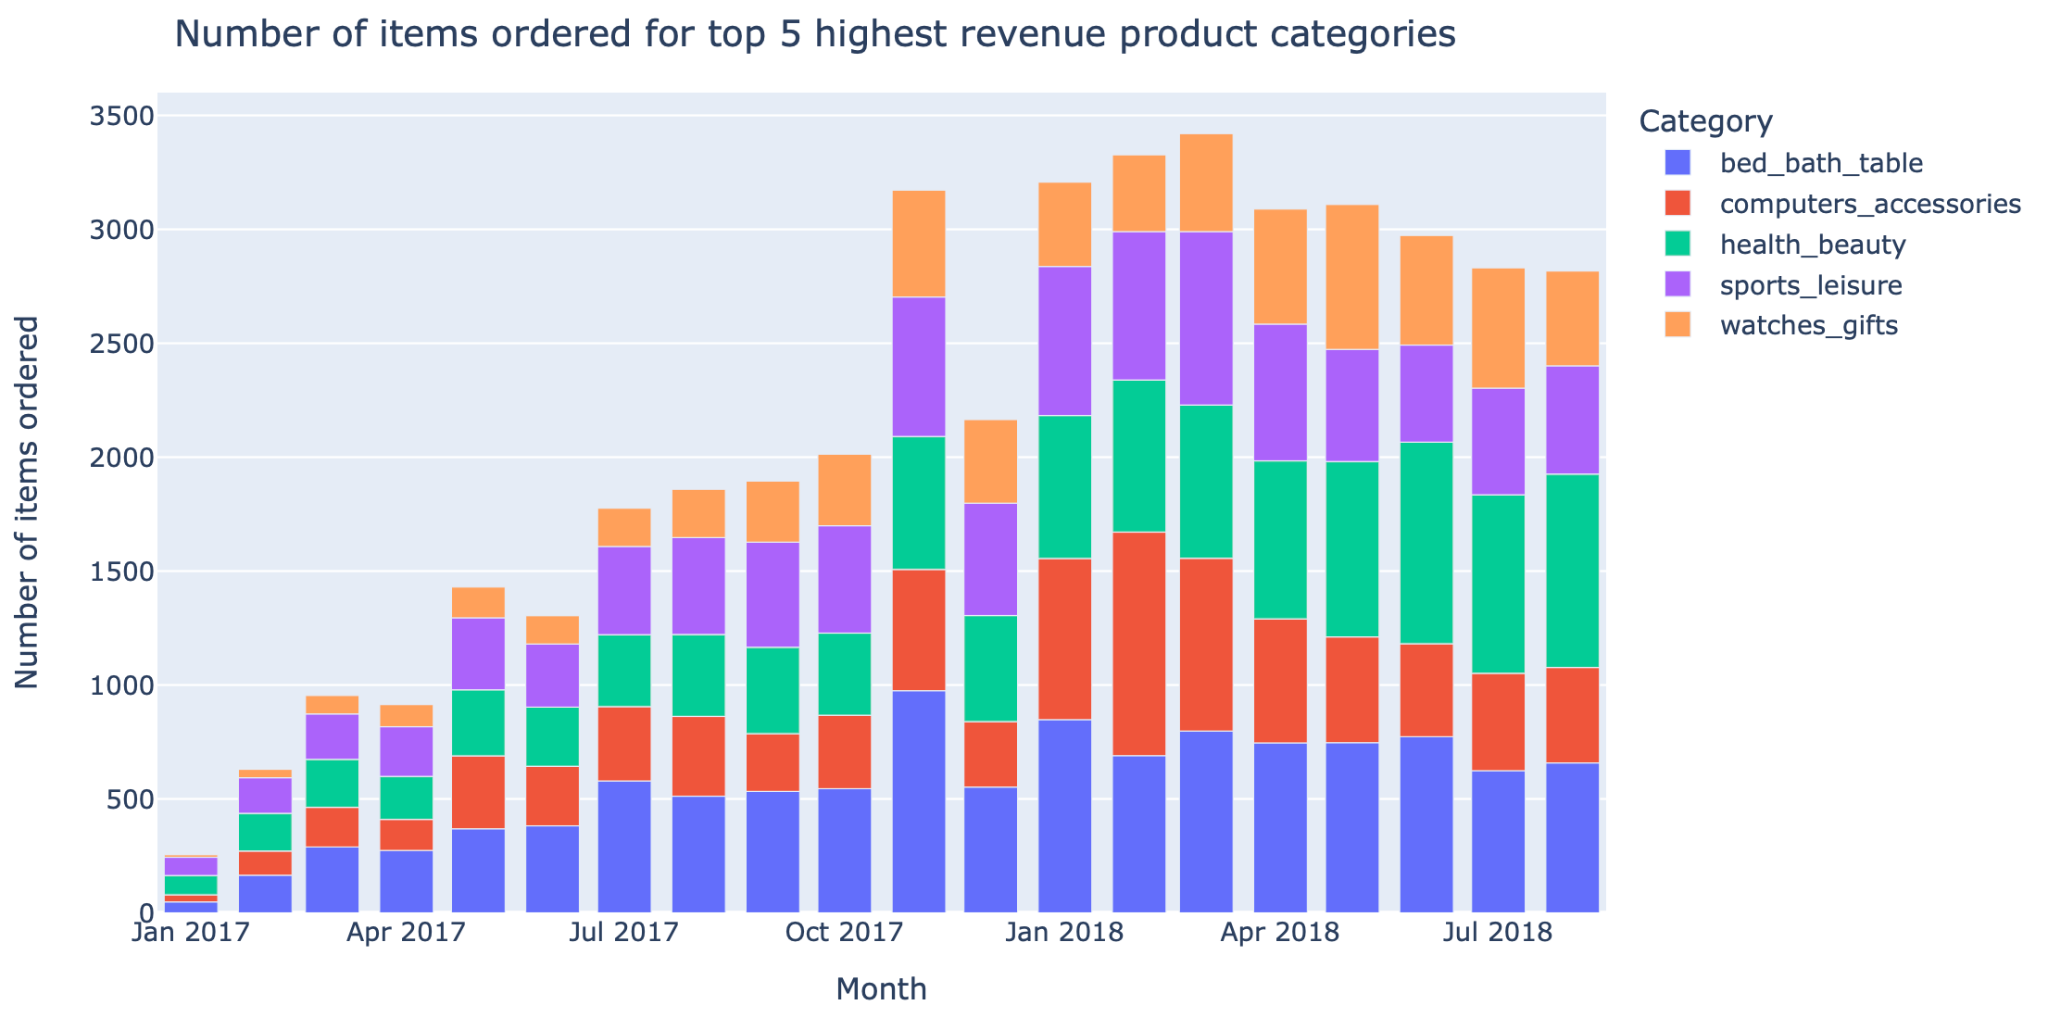 Number of items ordered for top 5 highest revenue product categories
3500
3000
2500
2000
1500
1000
500
0
Number of items ordered
Jan 2017
Apr 2017
Jul 2017
Oct 2017
Jan 2018
Apr 2018
Jul 2018
Month
Category
bed_bath_table
computers_accessories
health_beauty
sports_leisure
watches_gifts